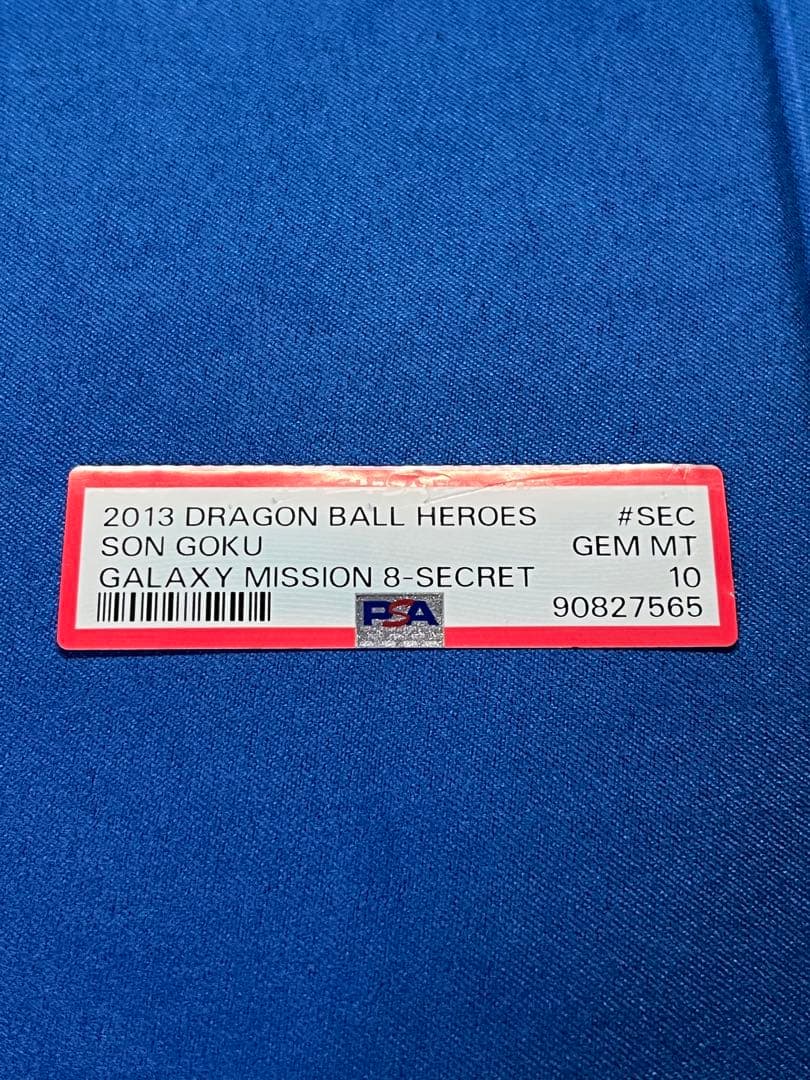 2013 DRAGON BALL HEROES #SEC
SON GOKU GEM MT
GALAXY MISSION 8-SECRET 10
PSA 90827565